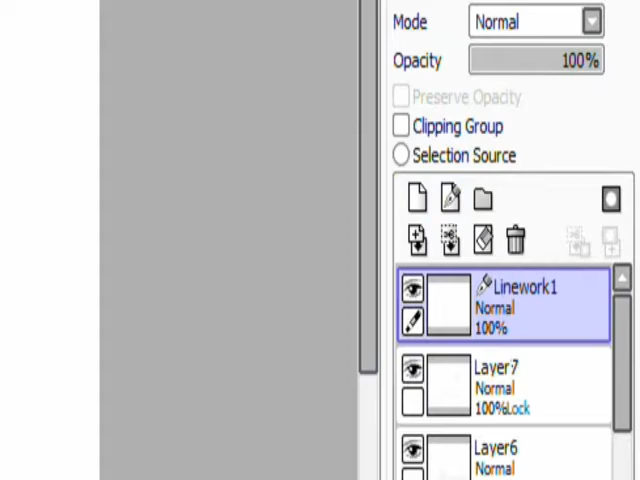 Mode Normal
Opacity 100%
Preserve Opacity
Clipping Group
Selection Source
Linework1
Normal
100%
Layer7
Normal
100%Lock
Layer6
Normal